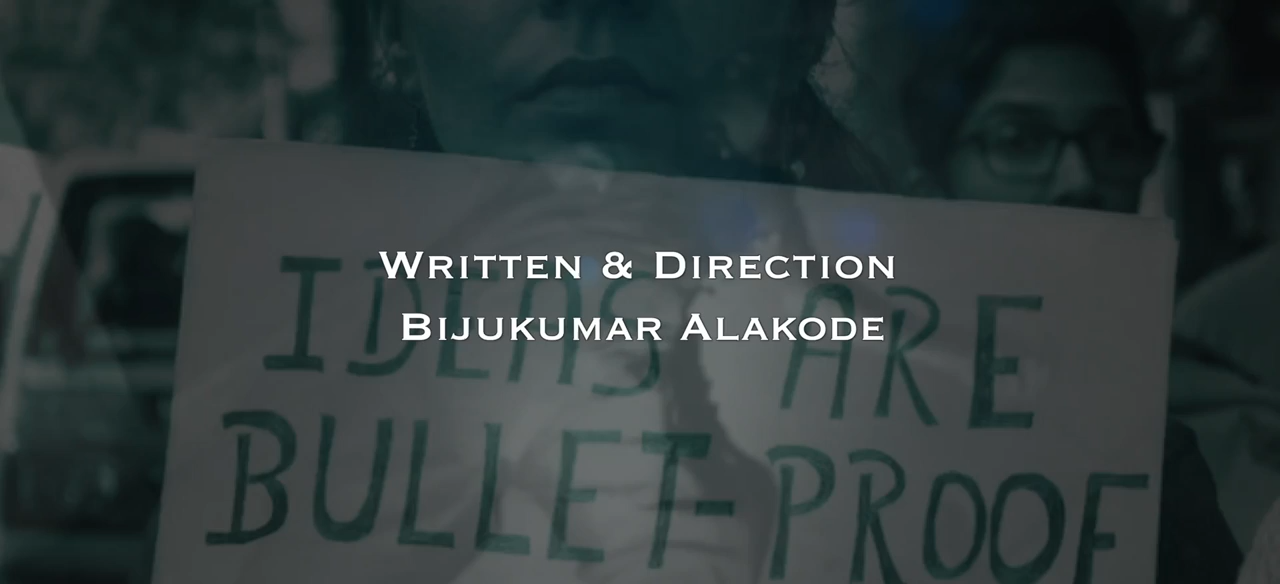 WRITTEN & DIRECTION
BIJUKUMAR ALAKODE
IDEAS ARE
BULLET-PROOF